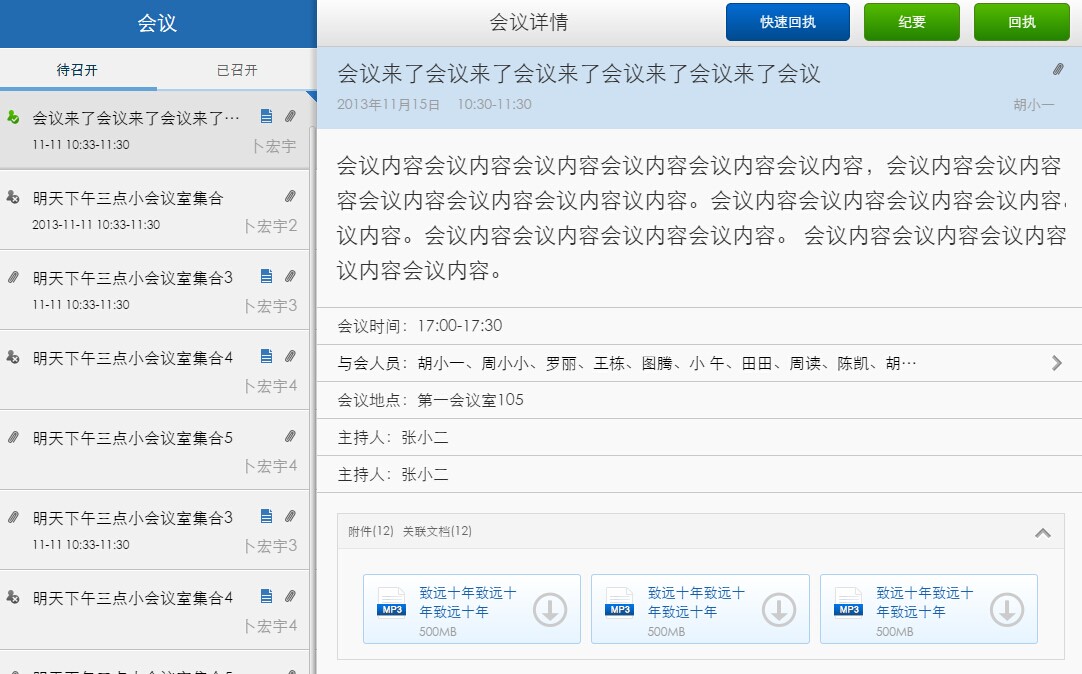 会议
待召开
已召开
会议来了会议来了会议来了…
11-11 10:33-11:30
卜宏宇
明天下午三点小会议室集合
2013-11-11 10:33-11:30
卜宏宇2
明天下午三点小会议室集合3
11-11 10:33-11:30
卜宏宇3
明天下午三点小会议室集合4
卜宏宇4
明天下午三点小会议室集合5
卜宏宇4
明天下午三点小会议室集合3
11-11 10:33-11:30
卜宏宇3
明天下午三点小会议室集合4
卜宏宇4
会议详情
快速回执
纪要
回执
会议来了会议来了会议来了会议来了会议来了会议
2013年11月15日 10:30-11:30
胡小一
会议内容会议内容会议内容会议内容会议内容会议内容，会议内容会议内容
容会议内容会议内容会议内容议内容。会议内容会议内容会议内容会议内容.
议内容。会议内容会议内容会议内容会议内容。 会议内容会议内容会议内容
议内容会议内容。
会议时间：17:00-17:30
与会人员：胡小一、周小小、罗丽、王栋、图腾、小 午、田田、周读、陈凯、胡…
会议地点：第一会议室105
主持人：张小二
主持人：张小二
附件(12) 关联文档(12)
MP3
致远十年致远十
年致远十年
500MB
MP3
致远十年致远十
年致远十年
500MB
MP3
致远十年致远十
年致远十年
500MB